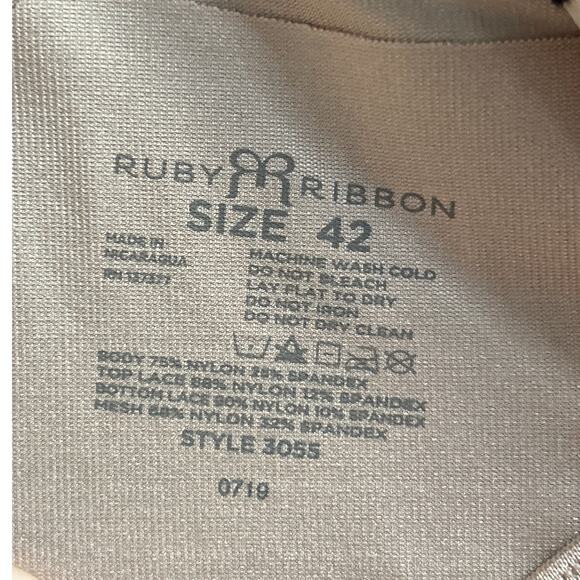 RUBY RIBBON
SIZE 42
MADE IN
NICARAGUA
MACHINE WASH COLD
DO NOT BLEACH
LAY FLAT TO DRY
DO NOT IRON
DO NOT DRY CLEAN
BODY 75% NYLON 25% SPANDEX
TOP LACE 88% NYLON 12% SPANDEX
BOTTOM LACE 90% NYLON 10% SPANDEX
MESH 68% NYLON 32% SPANDEX
STYLE 3055
0719